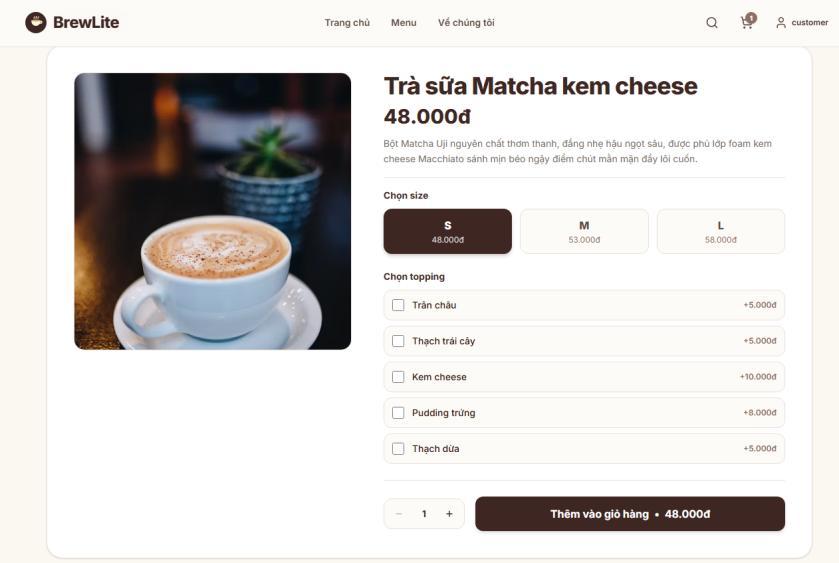 BrewLite
Trang chủ
Menu
Về chúng tôi
1
customer
Trà sữa Matcha kem cheese
48.000đ
Bột Matcha Uji nguyên chất thơm thanh, đắng nhẹ hậu ngọt sâu, được phủ lớp foam kem
cheese Macchiato sánh mịn béo ngậy điểm chút mằn mặn đầy lôi cuốn.
Chọn size
S
48.000đ
M
53.000đ
L
58.000đ
Chọn topping
Trân châu
+5.000đ
Thạch trái cây
+5.000đ
Kem cheese
+10.000đ
Pudding trứng
+8.000đ
Thạch dừa
+5.000đ
− 1 +
Thêm vào giỏ hàng • 48.000đ